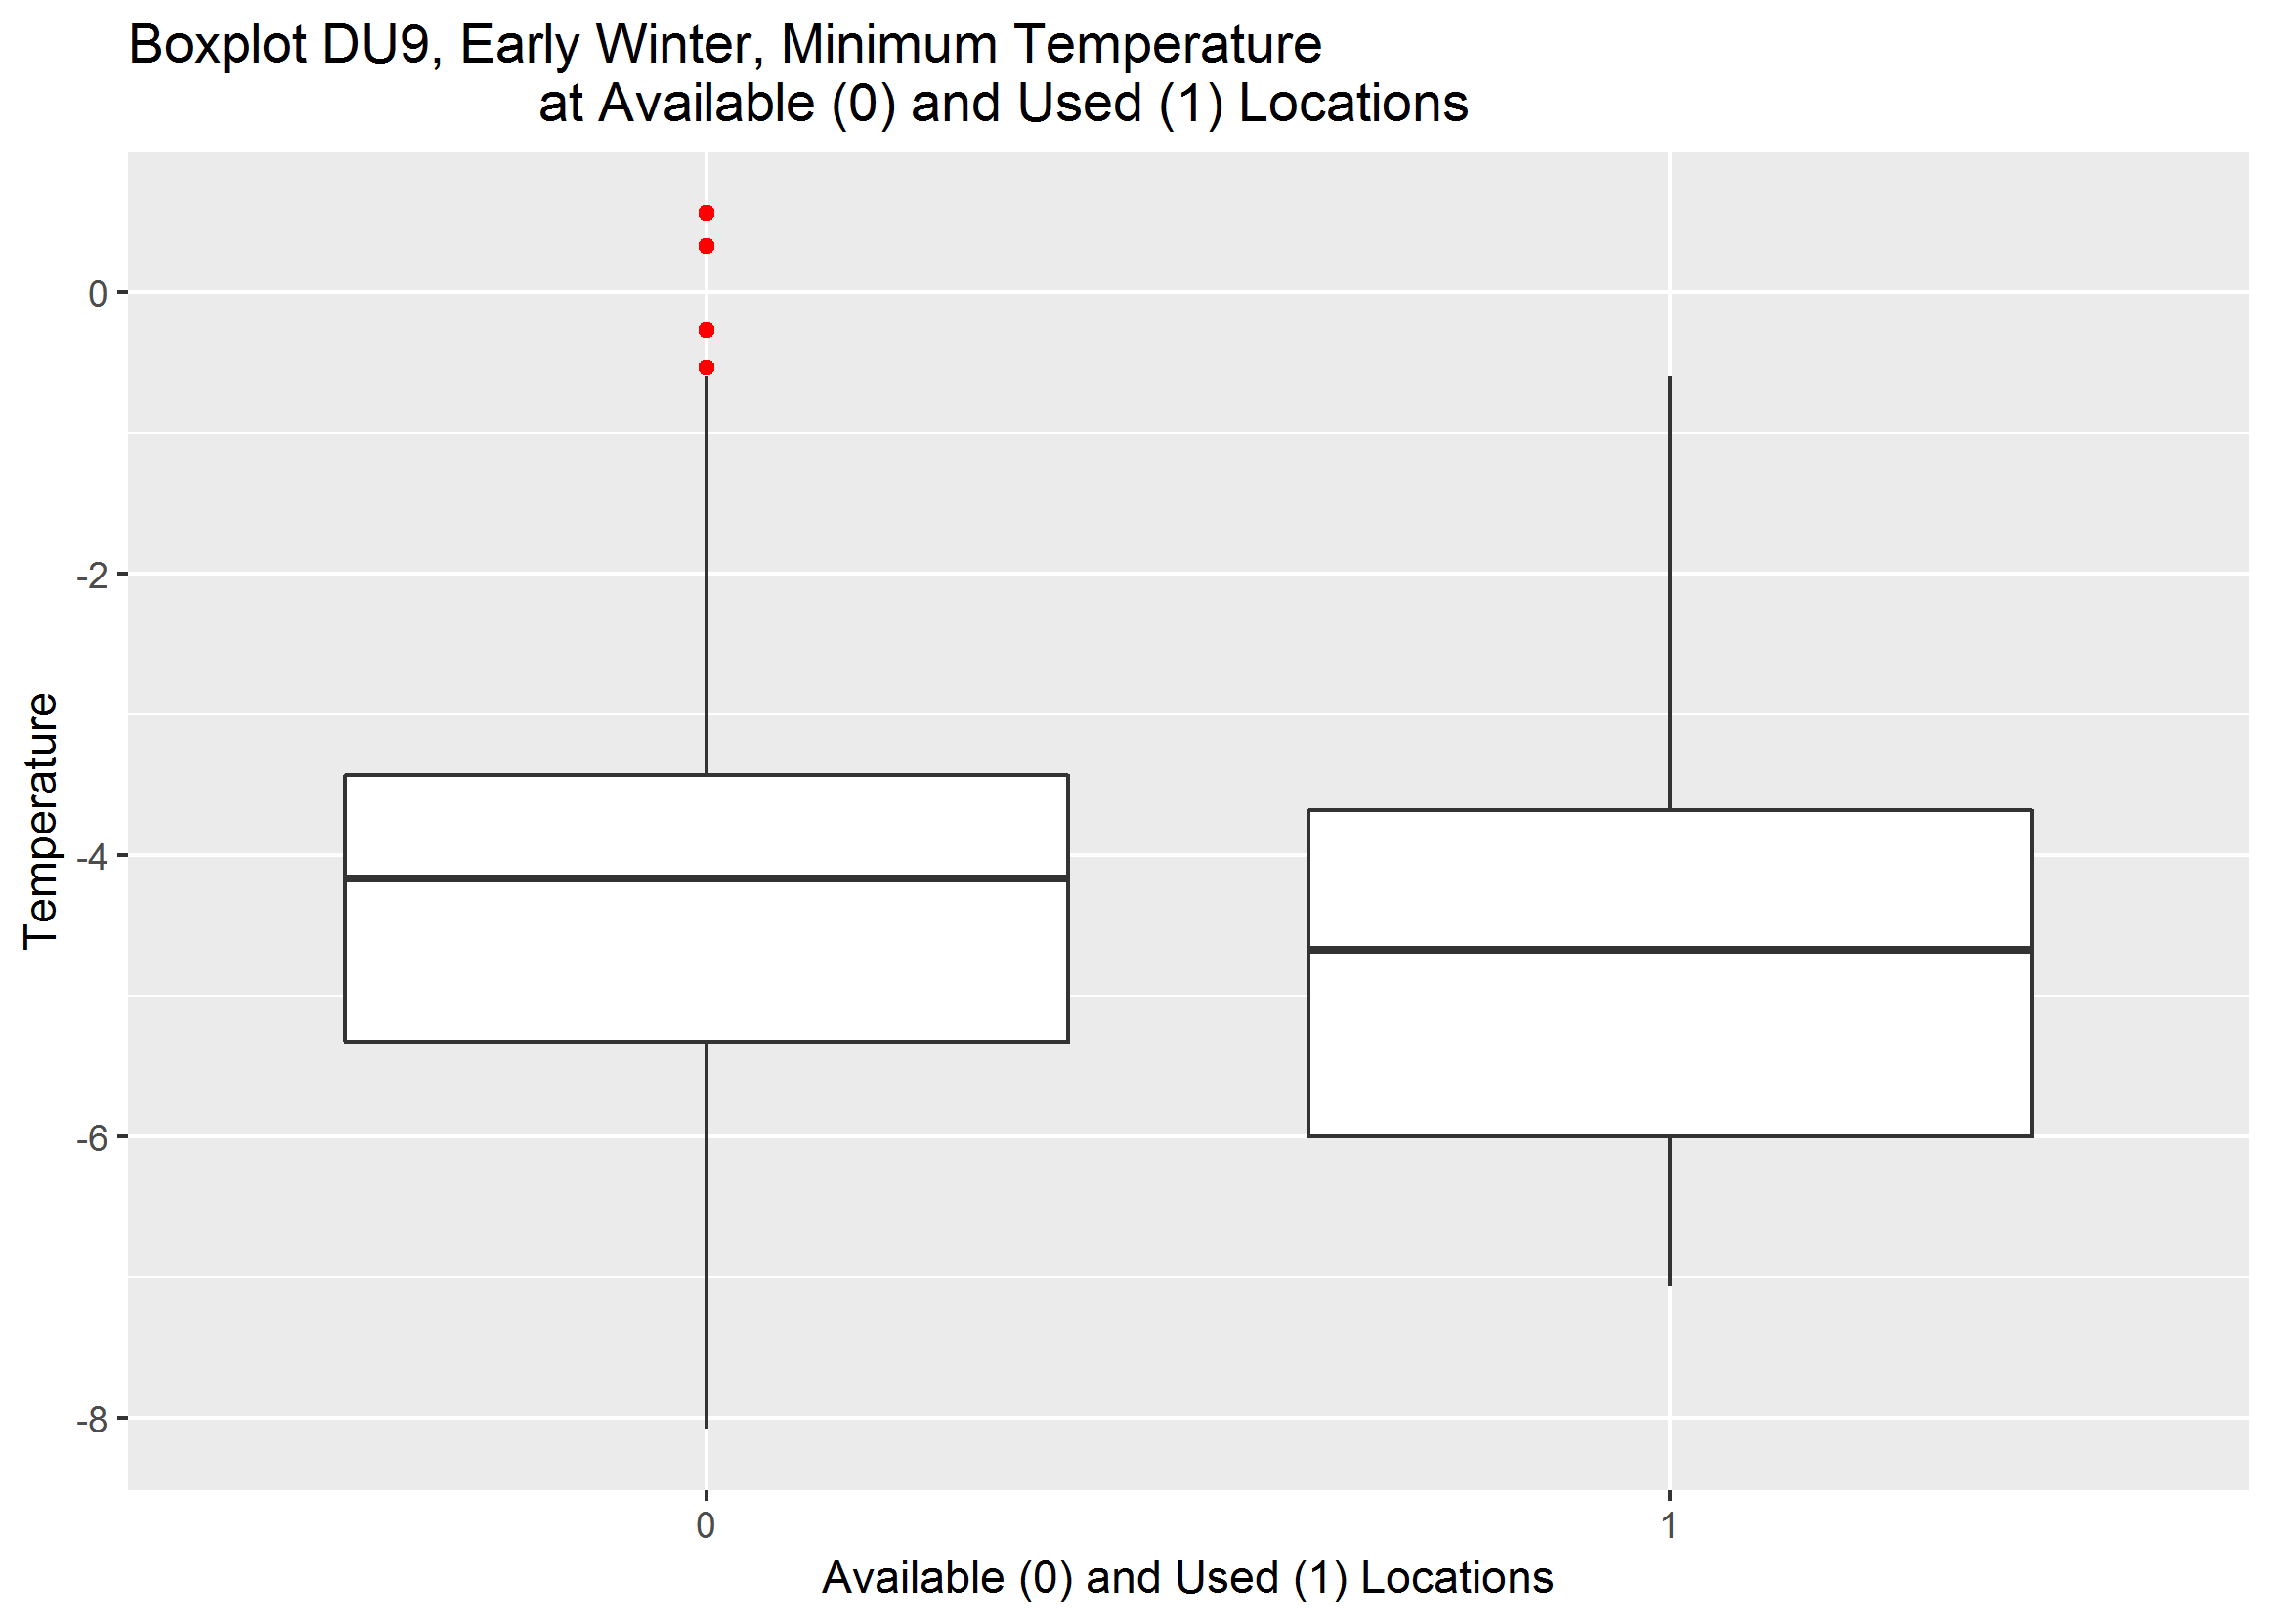 Boxplot DU9, Early Winter, Minimum Temperature
at Available (0) and Used (1) Locations
Temperature
0
-2
-4
-6
-8
0
1
Available (0) and Used (1) Locations